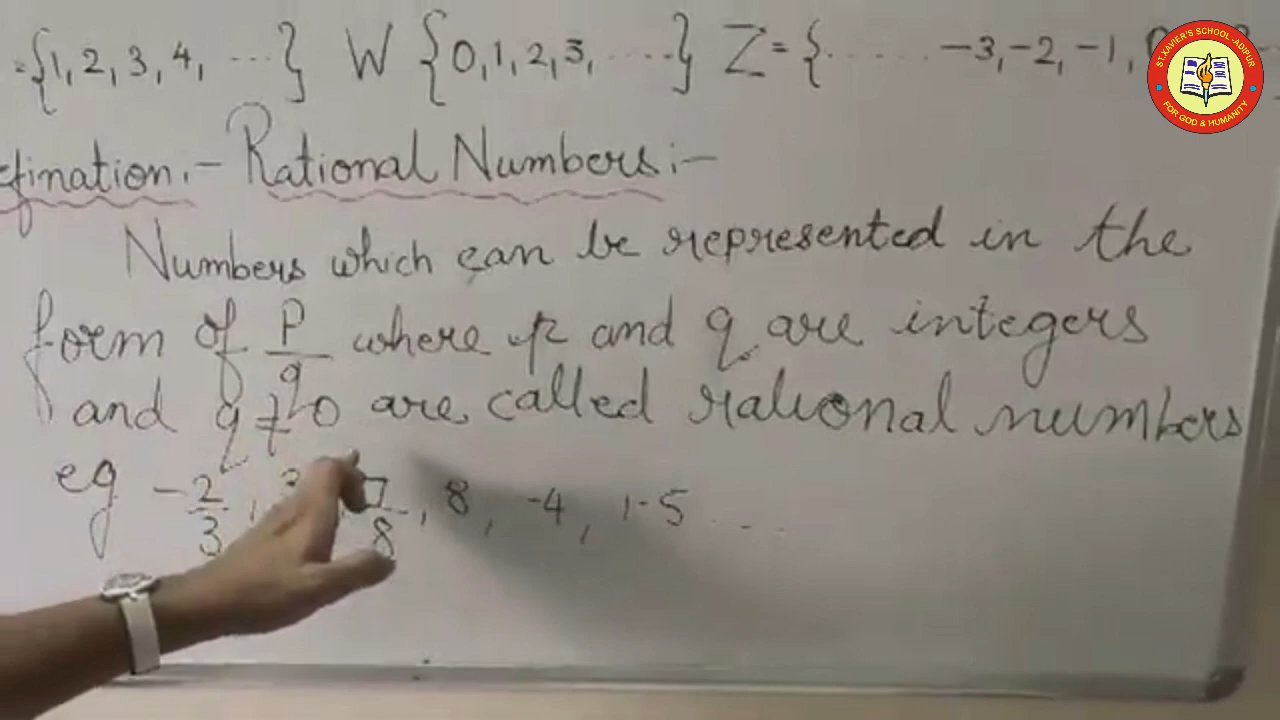 ={1, 2, 3, 4, ....} W {0, 1, 2, 3, ......} Z = {...... -3, -2, -1,
efination :- Rational Numbers :-
Numbers which can be represented in the
form of P/q where p and q are integers
and q ≠ 0 are called rational numbers
eg -2/3, 7/8, 8, -4, 1.5 ....
ST.XAVIER'S SCHOOL-ADIPUR
FOR GOD & HUMANITY